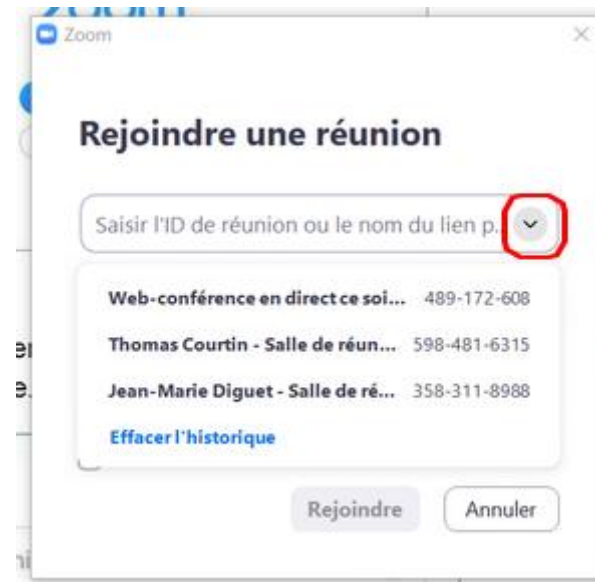 Zoom
Rejoindre une réunion
Saisir l'ID de réunion ou le nom du lien p...
Web-conférence en direct ce soi... 489-172-608
Thomas Courtin - Salle de réun... 598-481-6315
Jean-Marie Diguet - Salle de ré... 358-311-8988
Effacer l'historique
Rejoindre Annuler